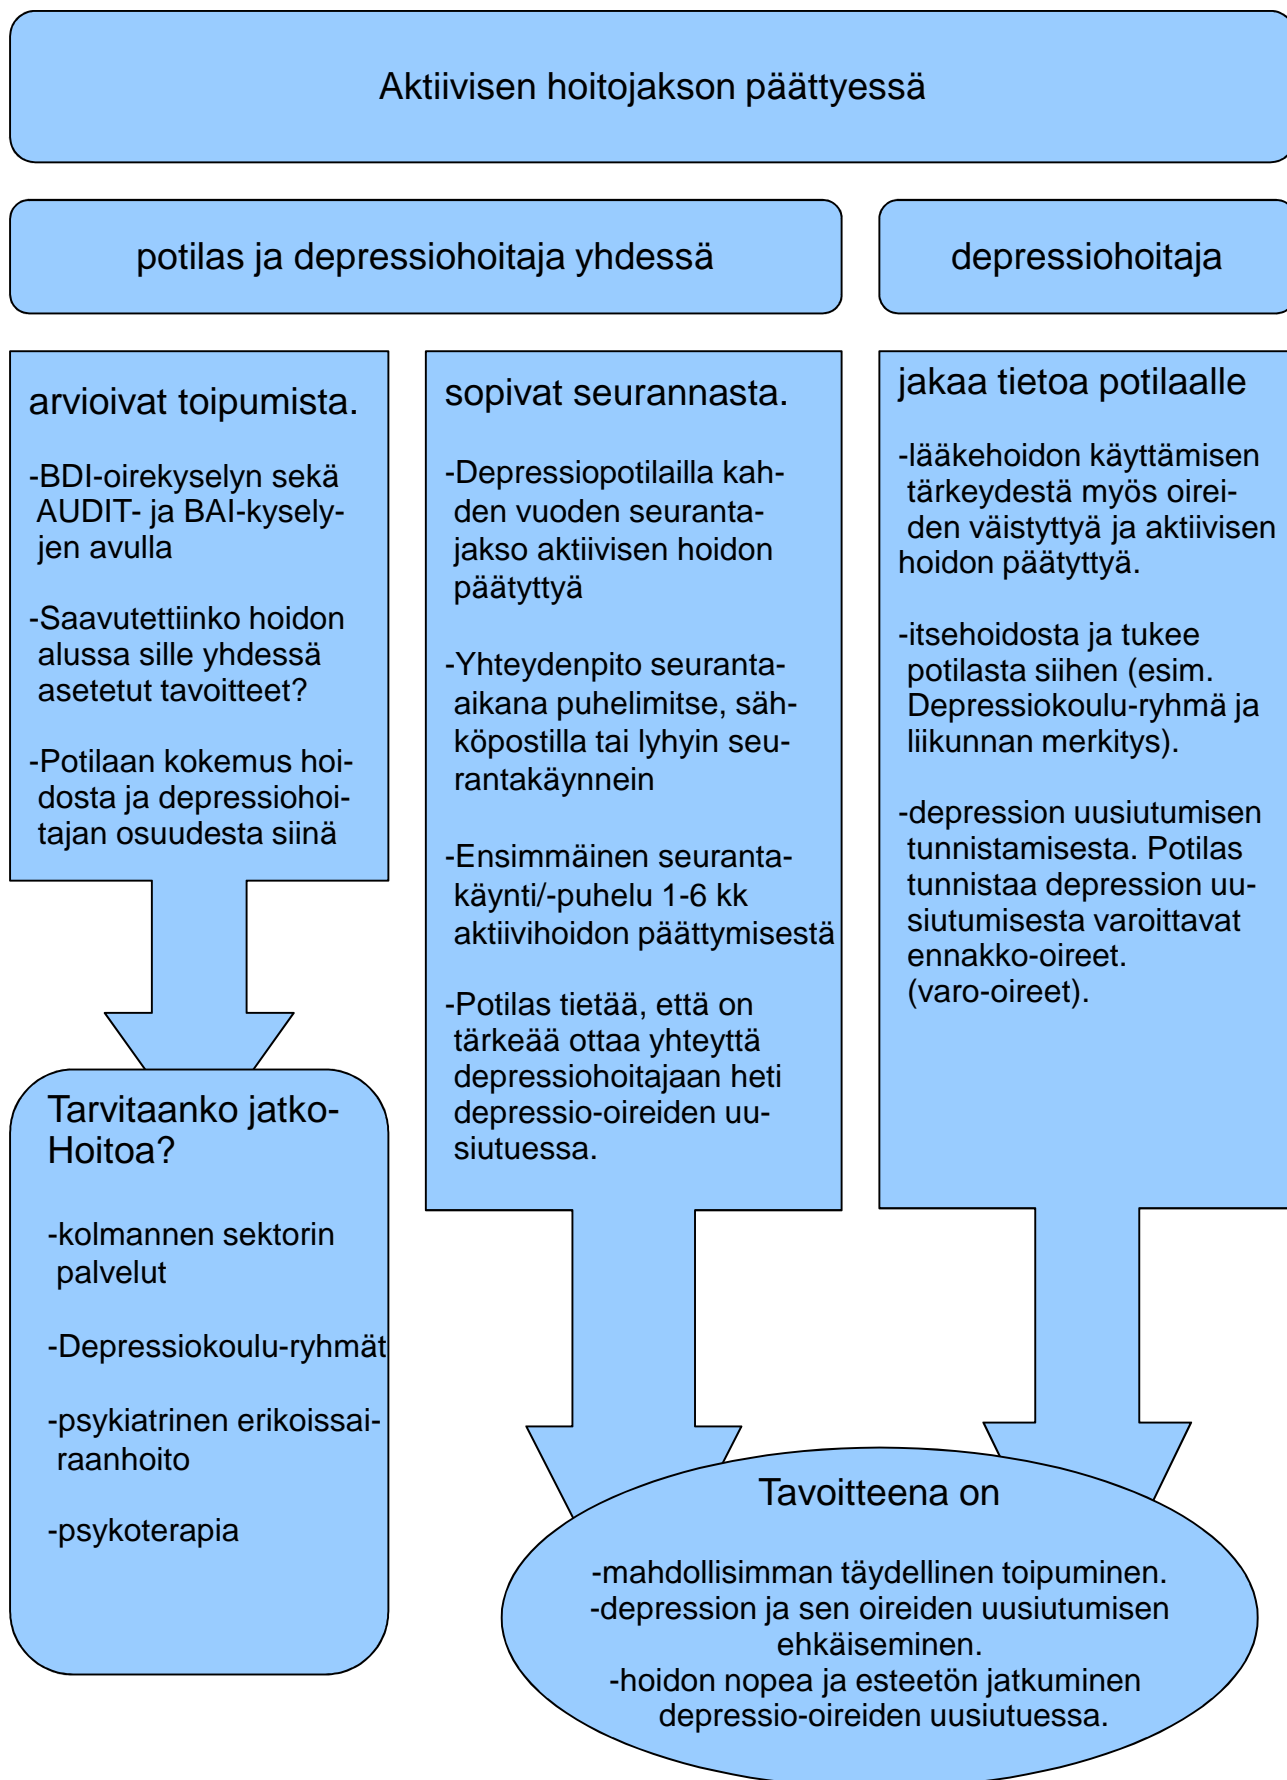 Aktiivisen hoitojakson päättyessä
potilas ja depressiohoitaja yhdessä
depressiohoitaja
arvioivat toipumista.
-BDI-oirekyselyn sekä
AUDIT- ja BAI-kysely-
jen avulla
-Saavutettiinko hoidon
alussa sille yhdessä
asetetut tavoitteet?
-Potilaan kokemus hoi-
dosta ja depressiohoi-
tajan osuudesta siinä
Tarvitaanko jatko-
Hoitoa?
-kolmannen sektorin
palvelut
-Depressiokoulu-ryhmät
-psykiatrinen erikoissai-
raanhoito
-psykoterapia
sopivat seurannasta.
-Depressiopotilailla kah-
den vuoden seuranta-
jakso aktiivisen hoidon
päätyttyä
-Yhteydenpito seuranta-
aikana puhelimitse, säh-
köpostilla tai lyhyin seu-
rantakäynnein
-Ensimmäinen seuranta-
käynti/-puhelu 1-6 kk
aktiivihoidon päättymisestä
-Potilas tietää, että on
tärkeää ottaa yhteyttä
depressiohoitajaan heti
depressio-oireiden uu-
siutuessa.
jakaa tietoa potilaalle
-lääkehoidon käyttämisen
tärkeydestä myös oirei-
den väistyttyä ja aktiivisen
hoidon päätyttyä.
-itsehoidosta ja tukee
potilasta siihen (esim.
Depressiokoulu-ryhmä ja
liikunnan merkitys).
-depression uusiutumisen
tunnistamisesta. Potilas
tunnistaa depression uu-
siutumisesta varoittavat
ennakko-oireet.
(varo-oireet).
Tavoitteena on
-mahdollisimman täydellinen toipuminen.
-depression ja sen oireiden uusiutumisen
ehkäiseminen.
-hoidon nopea ja esteetön jatkuminen
depressio-oireiden uusiutuessa.